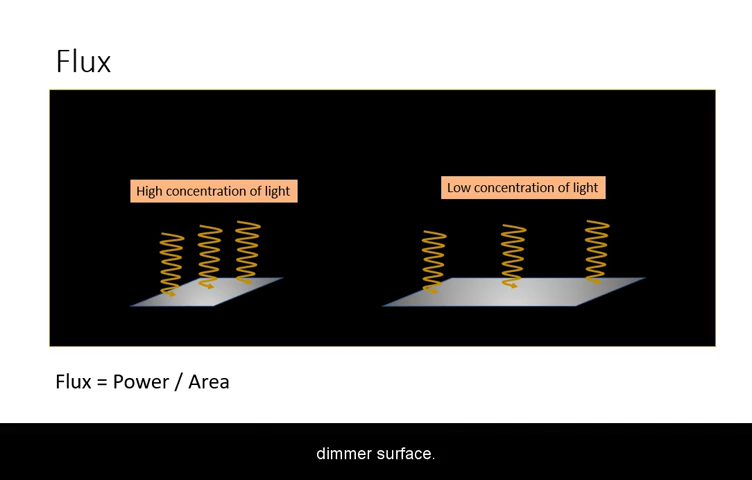 Flux
High concentration of light
Low concentration of light
Flux = Power / Area
dimmer surface.